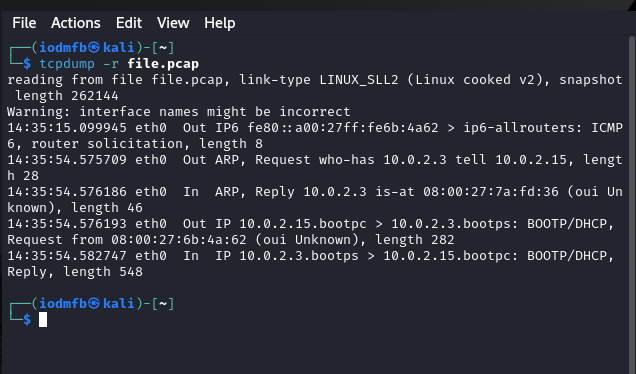 File Actions Edit View Help
┌──(iodmfb㉿kali)-[~]
└─$ tcpdump -r file.pcap
reading from file file.pcap, link-type LINUX_SLL2 (Linux cooked v2), snapshot
 length 262144
Warning: interface names might be incorrect
14:35:15.099945 eth0  Out IP6 fe80::a00:27ff:fe6b:4a62 > ip6-allrouters: ICMP
6, router solicitation, length 8
14:35:54.575709 eth0  Out ARP, Request who-has 10.0.2.3 tell 10.0.2.15, lengt
h 28
14:35:54.576186 eth0  In  ARP, Reply 10.0.2.3 is-at 08:00:27:7a:fd:36 (oui Un
known), length 46
14:35:54.576193 eth0  Out IP 10.0.2.15.bootpc > 10.0.2.3.bootps: BOOTP/DHCP,
Request from 08:00:27:6b:4a:62 (oui Unknown), length 282
14:35:54.582747 eth0  In  IP 10.0.2.3.bootps > 10.0.2.15.bootpc: BOOTP/DHCP,
Reply, length 548
┌──(iodmfb㉿kali)-[~]
└─$